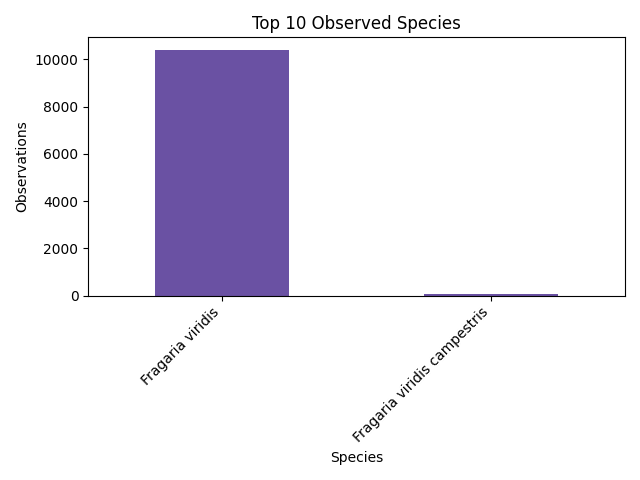 Top 10 Observed Species
Observations
10000
8000
6000
4000
2000
0
Fragaria viridis
Fragaria viridis campestris
Species